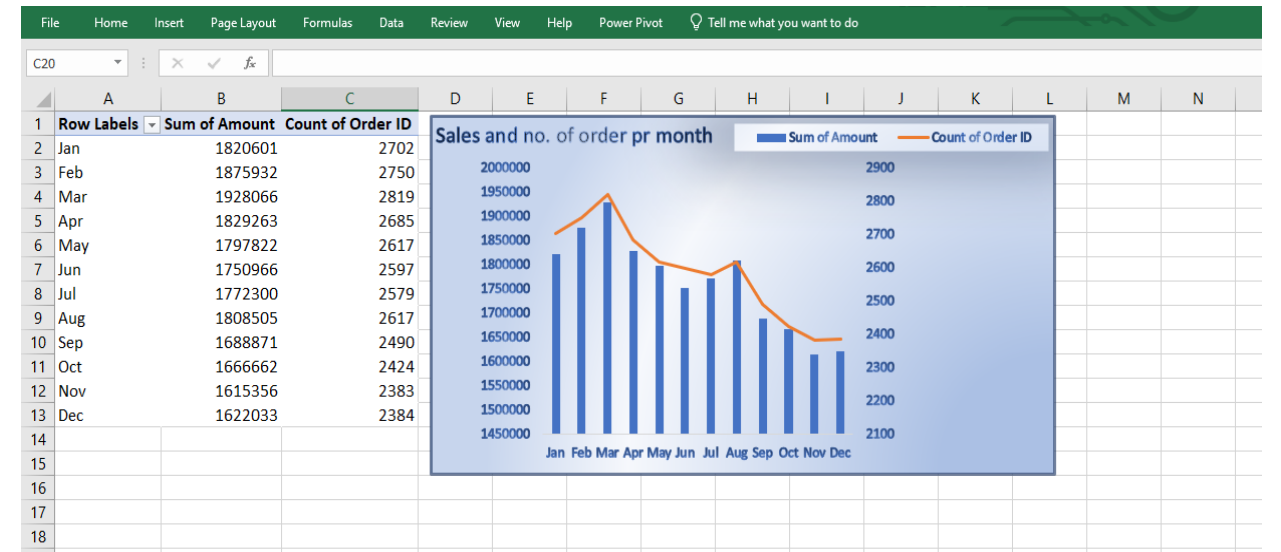 File Home Insert Page Layout Formulas Data Review View Help Power Pivot Tell me what you want to do
C20 fx
A B C D E F G H I J K L M N
1 Row Labels Sum of Amount Count of Order ID
2 Jan 1820601 2702
3 Feb 1875932 2750
4 Mar 1928066 2819
5 Apr 1829263 2685
6 May 1797822 2617
7 Jun 1750966 2597
8 Jul 1772300 2579
9 Aug 1808505 2617
10 Sep 1688871 2490
11 Oct 1666662 2424
12 Nov 1615356 2383
13 Dec 1622033 2384
14
15
16
17
18
Sales and no. of order pr month
Sum of Amount Count of Order ID
2000000
1950000
1900000
1850000
1800000
1750000
1700000
1650000
1600000
1550000
1500000
1450000
2900
2800
2700
2600
2500
2400
2300
2200
2100
Jan Feb Mar Apr May Jun Jul Aug Sep Oct Nov Dec